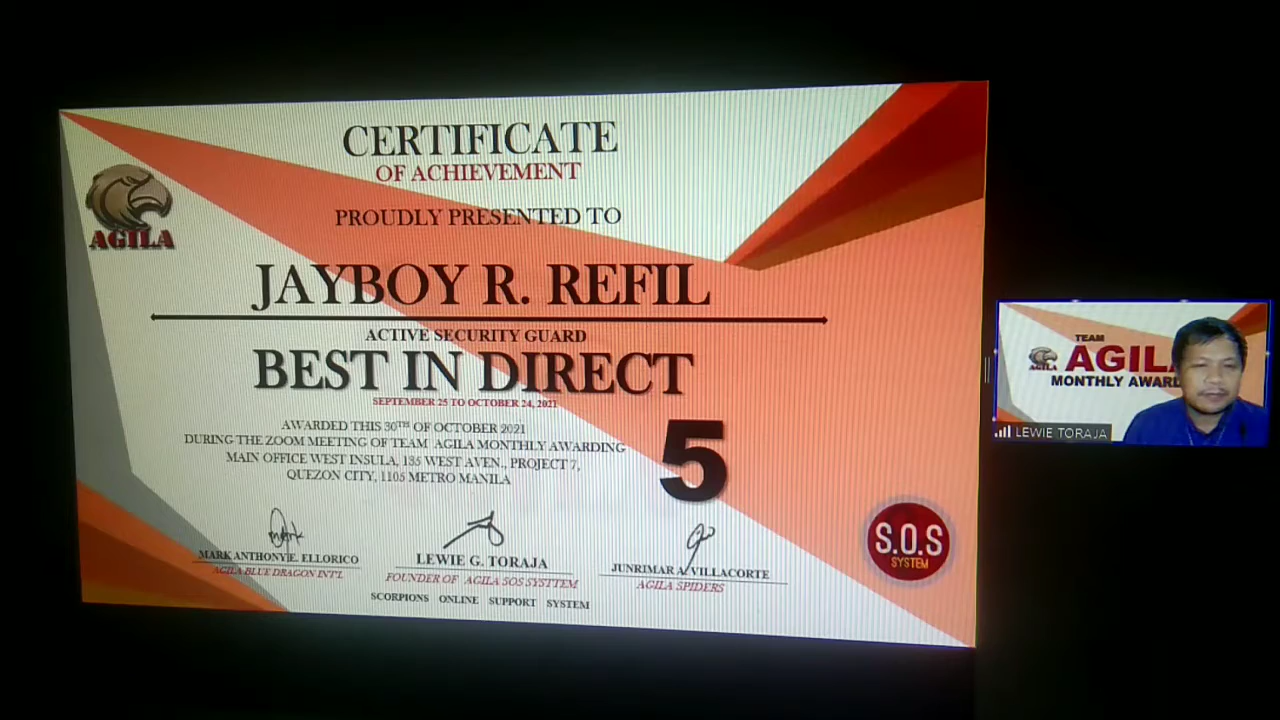 CERTIFICATE
OF ACHIEVEMENT
PROUDLY PRESENTED TO
AGILA
JAYBOY R. REFIL
ACTIVE SECURITY GUARD
BEST IN DIRECT
SEPTEMBER 25 TO OCTOBER 24, 2021
5
AWARDED THIS 30TH OF OCTOBER 2021
DURING THE ZOOM MEETING OF TEAM AGILA MONTHLY AWARDING
MAIN OFFICE WEST INSULA, 135 WEST AVEN., PROJECT 7,
QUEZON CITY, 1105 METRO MANILA
MARK ANTHONY E. ELLORICO
AGILA BLUE DRAGON INT'L
LEWIE G. TORAJA
FOUNDER OF AGILA SOS SYSTTEM
JUNRIMAR A. VILLACORTE
AGILA SPIDERS
SCORPIONS ONLINE SUPPORT SYSTEM
S.O.S
SYSTEM
TEAM
AGILA
AGILA
MONTHLY AWARD
LEWIE TORAJA